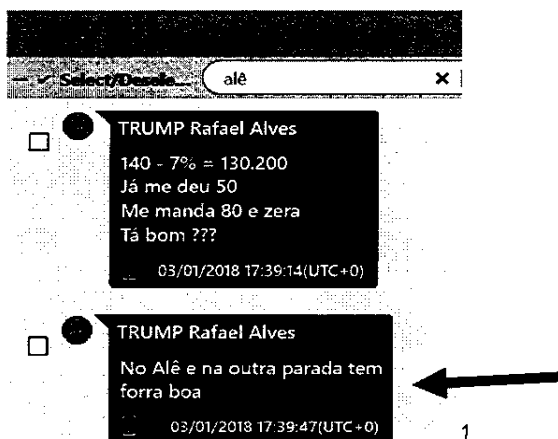 Select/Desele...
alê
TRUMP Rafael Alves
140 - 7% = 130.200
Já me deu 50
Me manda 80 e zera
Tá bom ???
03/01/2018 17:39:14(UTC+0)
TRUMP Rafael Alves
No Alê e na outra parada tem
forra boa
03/01/2018 17:39:47(UTC+0)
1